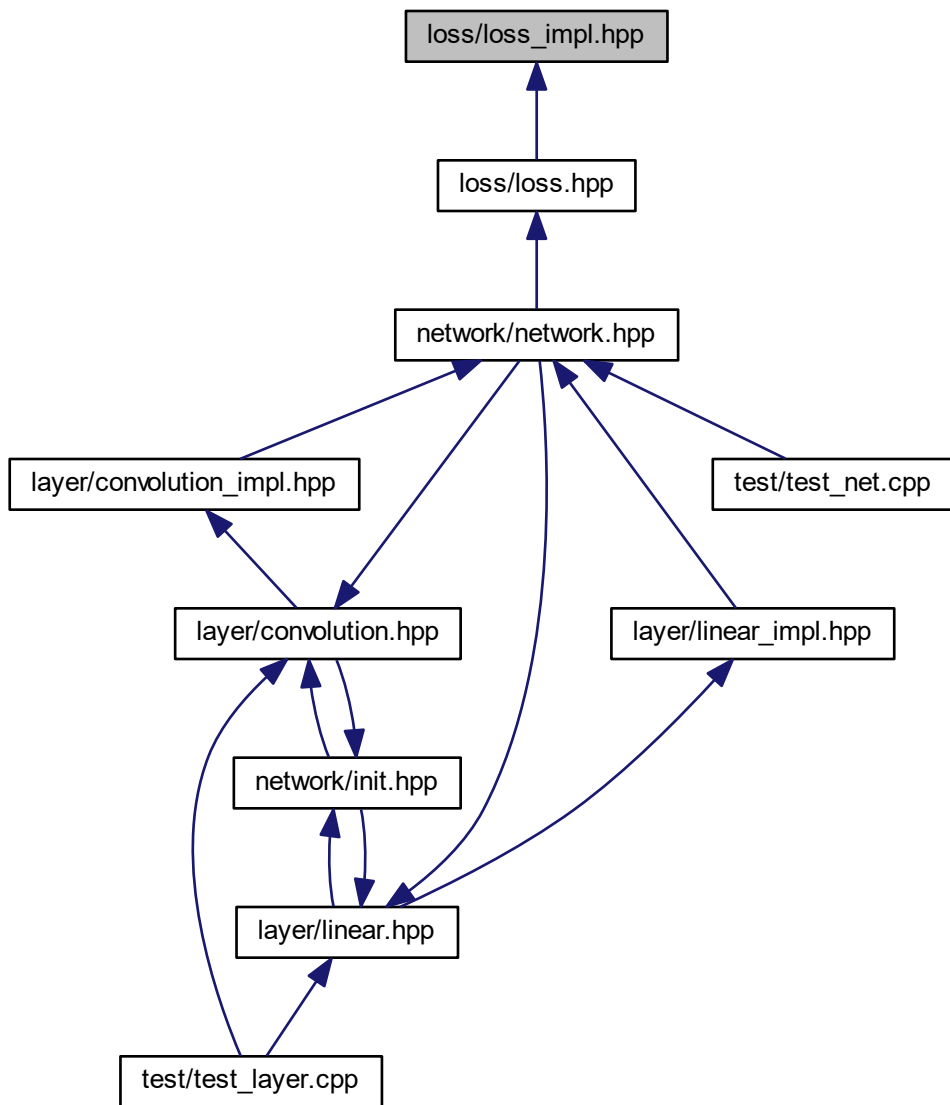 loss/loss_impl.hpp
loss/loss.hpp
network/network.hpp
layer/convolution_impl.hpp
test/test_net.cpp
layer/convolution.hpp
layer/linear_impl.hpp
network/init.hpp
layer/linear.hpp
test/test_layer.cpp